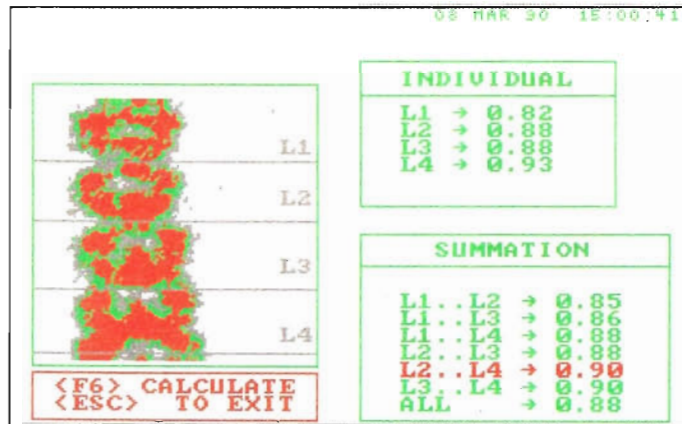 08 MAR 90 15:00:41
L1
L2
L3
L4
<F6> CALCULATE
<ESC> TO EXIT
INDIVIDUAL
L1 → 0.82
L2 → 0.88
L3 → 0.88
L4 → 0.93
SUMMATION
L1..L2 → 0.85
L1..L3 → 0.86
L1..L4 → 0.88
L2..L3 → 0.88
L2..L4 → 0.90
L3..L4 → 0.90
ALL → 0.88